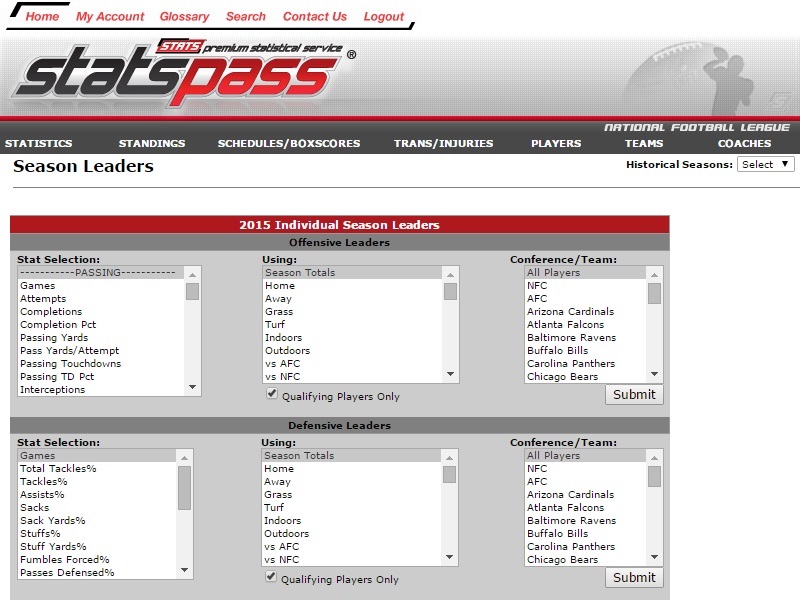 Home My Account Glossary Search Contact Us Logout
STATS premium statistical service
statspass®
NATIONAL FOOTBALL LEAGUE
STATISTICS STANDINGS SCHEDULES/BOXSCORES TRANS/INJURIES PLAYERS TEAMS COACHES
Season Leaders
Historical Seasons: Select
2015 Individual Season Leaders
Offensive Leaders
Stat Selection: Using: Conference/Team:
-----------PASSING----------- Season Totals All Players
Games Home NFC
Attempts Away AFC
Completions Grass Arizona Cardinals
Completion Pct Turf Atlanta Falcons
Passing Yards Indoors Baltimore Ravens
Pass Yards/Attempt Outdoors Buffalo Bills
Passing Touchdowns vs AFC Carolina Panthers
Passing TD Pct vs NFC Chicago Bears
Interceptions
Qualifying Players Only Submit
Defensive Leaders
Stat Selection: Using: Conference/Team:
Games Season Totals All Players
Total Tackles% Home NFC
Tackles% Away AFC
Assists% Grass Arizona Cardinals
Sacks Turf Atlanta Falcons
Sack Yards% Indoors Baltimore Ravens
Stuffs% Outdoors Buffalo Bills
Stuff Yards% vs AFC Carolina Panthers
Fumbles Forced% vs NFC Chicago Bears
Passes Defensed%
Qualifying Players Only Submit